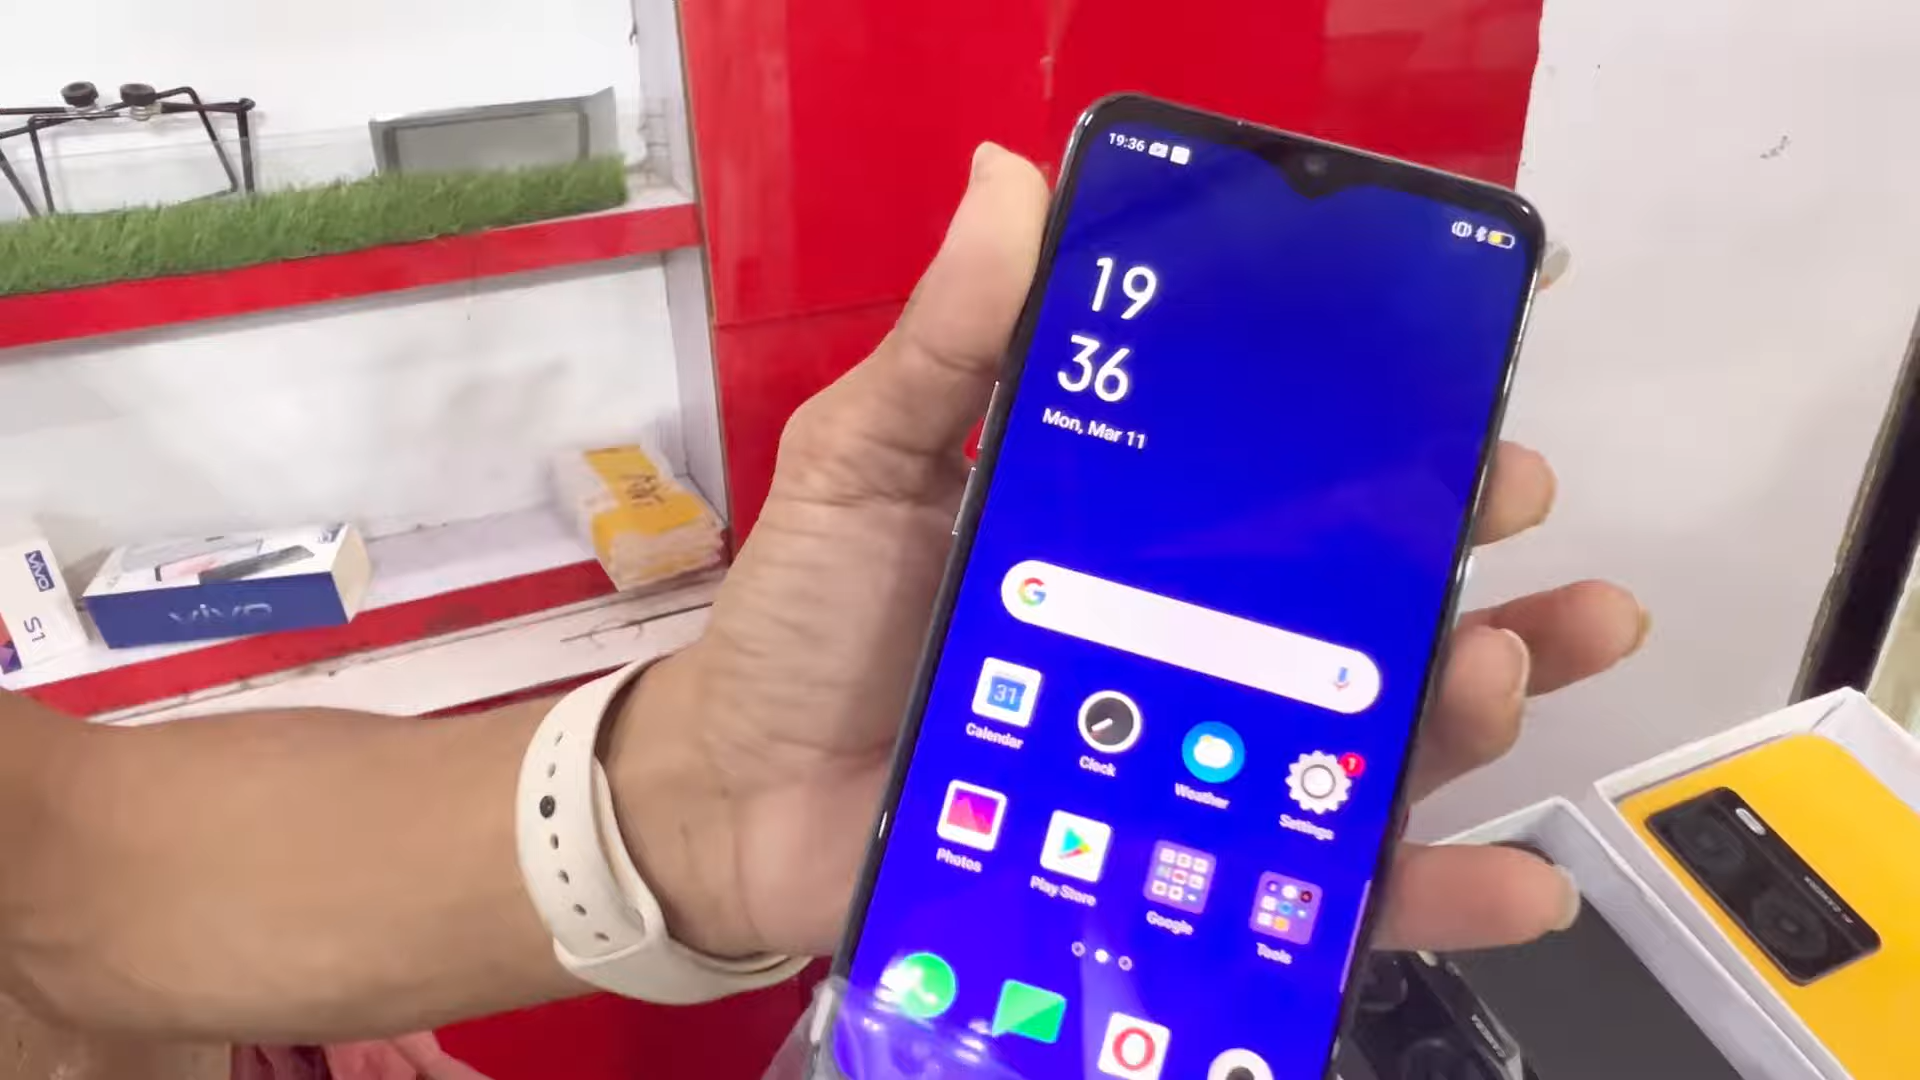 19:36
19
36
Mon, Mar 11
G
31
Calendar
Clock
Weather
1
Settings
Photos
Play Store
Google
Tools
vivo
S1
vivo